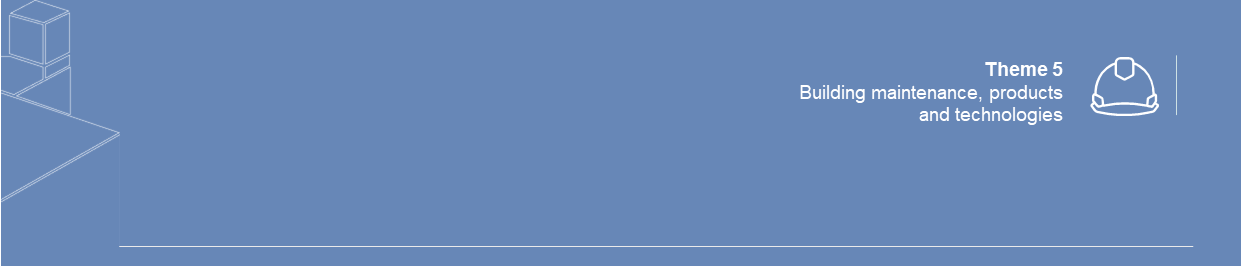 Theme 5
Building maintenance, products
and technologies